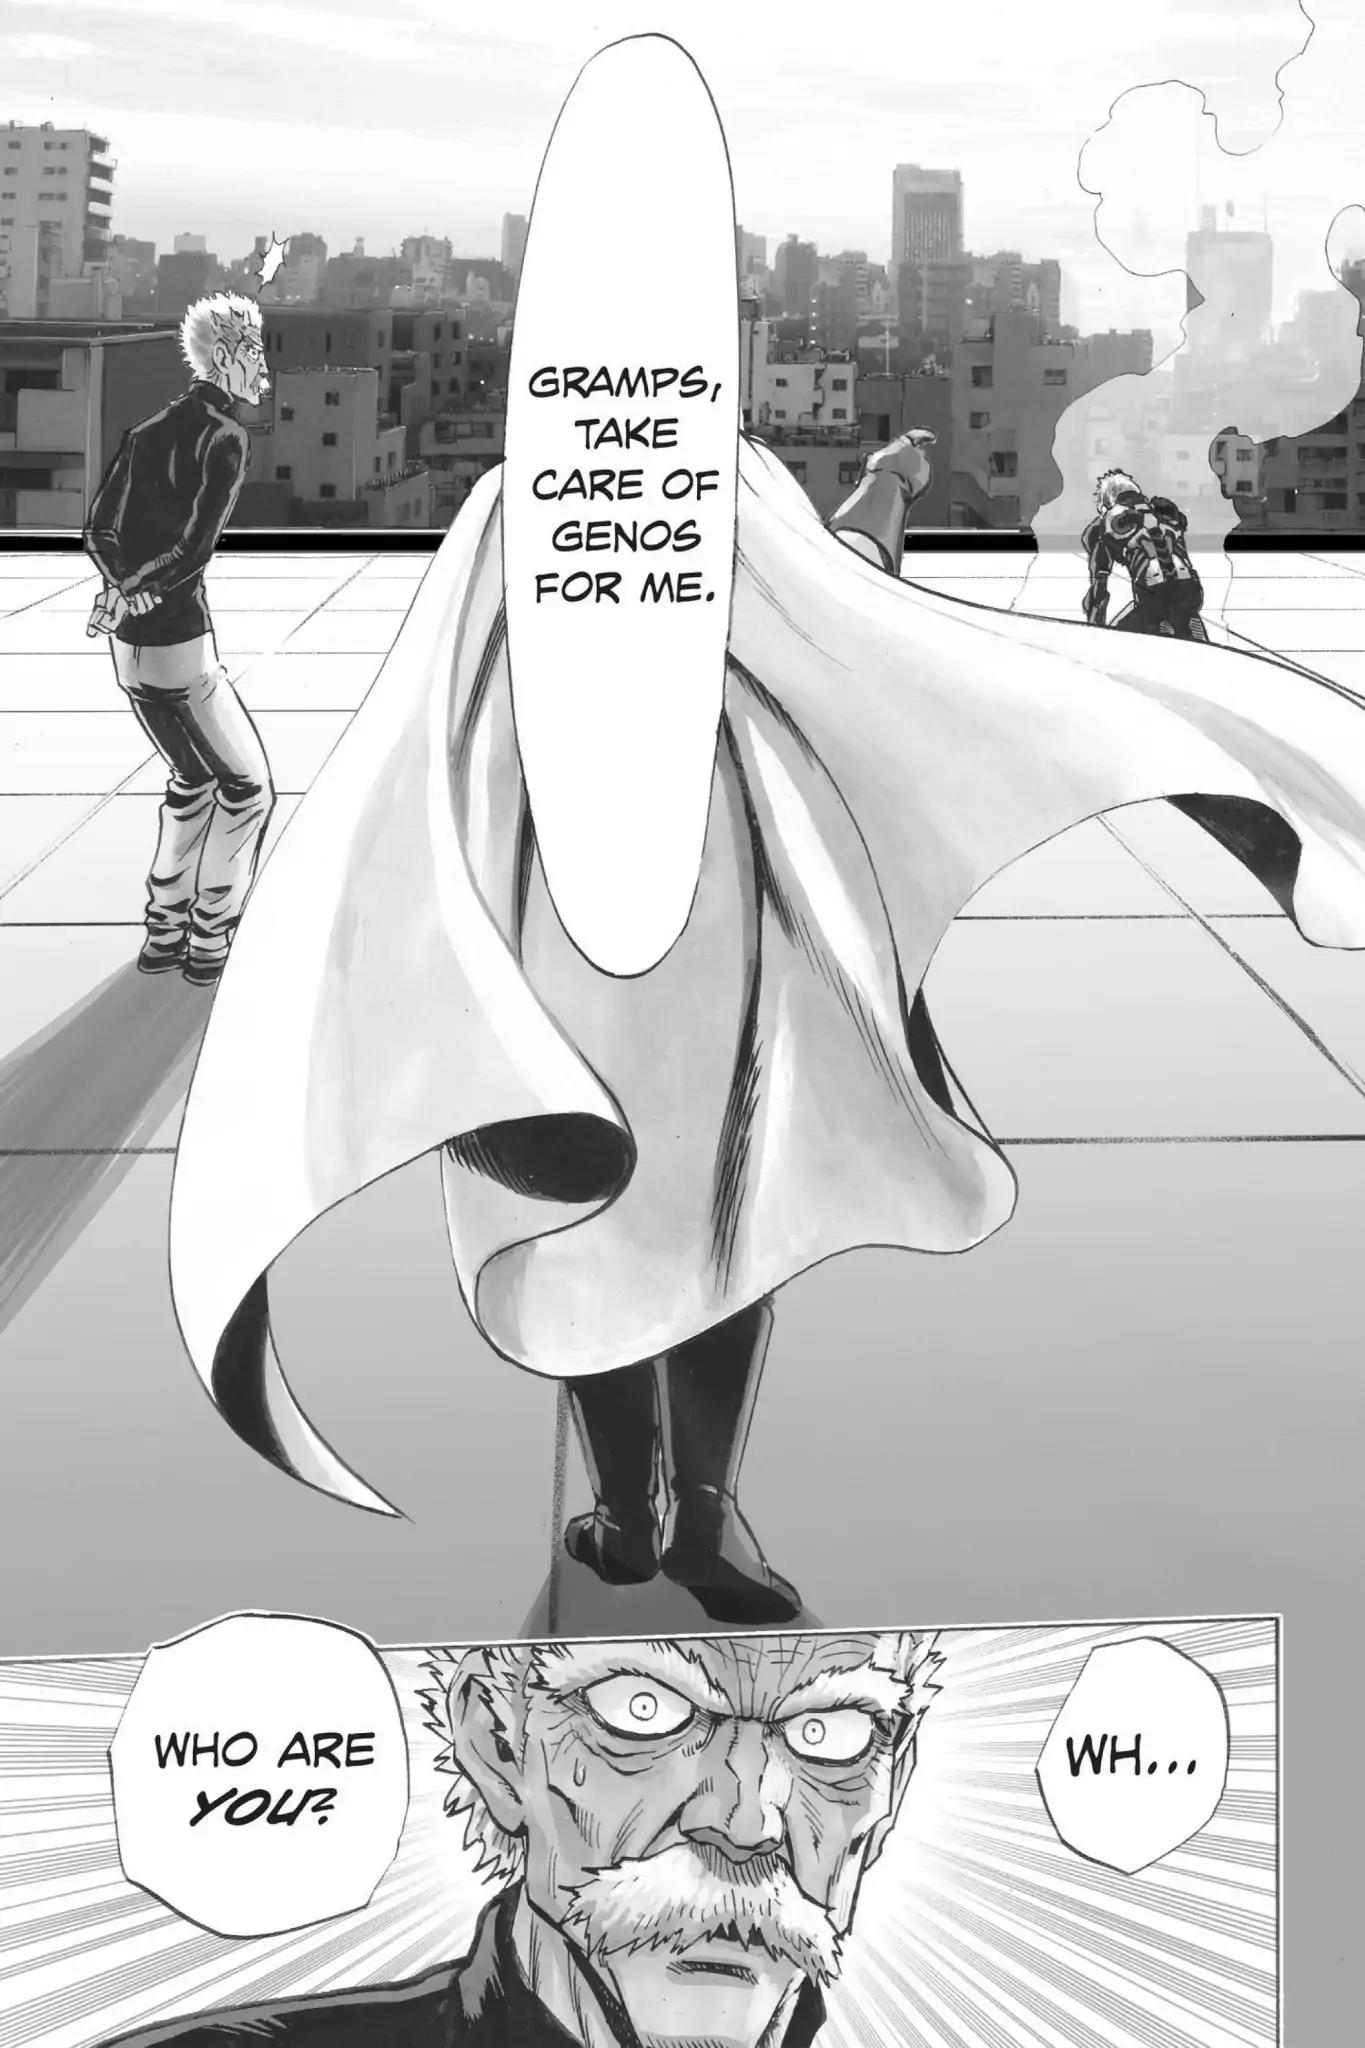 GRAMPS,
TAKE
CARE OF
GENOS
FOR ME.
WH...
WHO ARE
YOU?